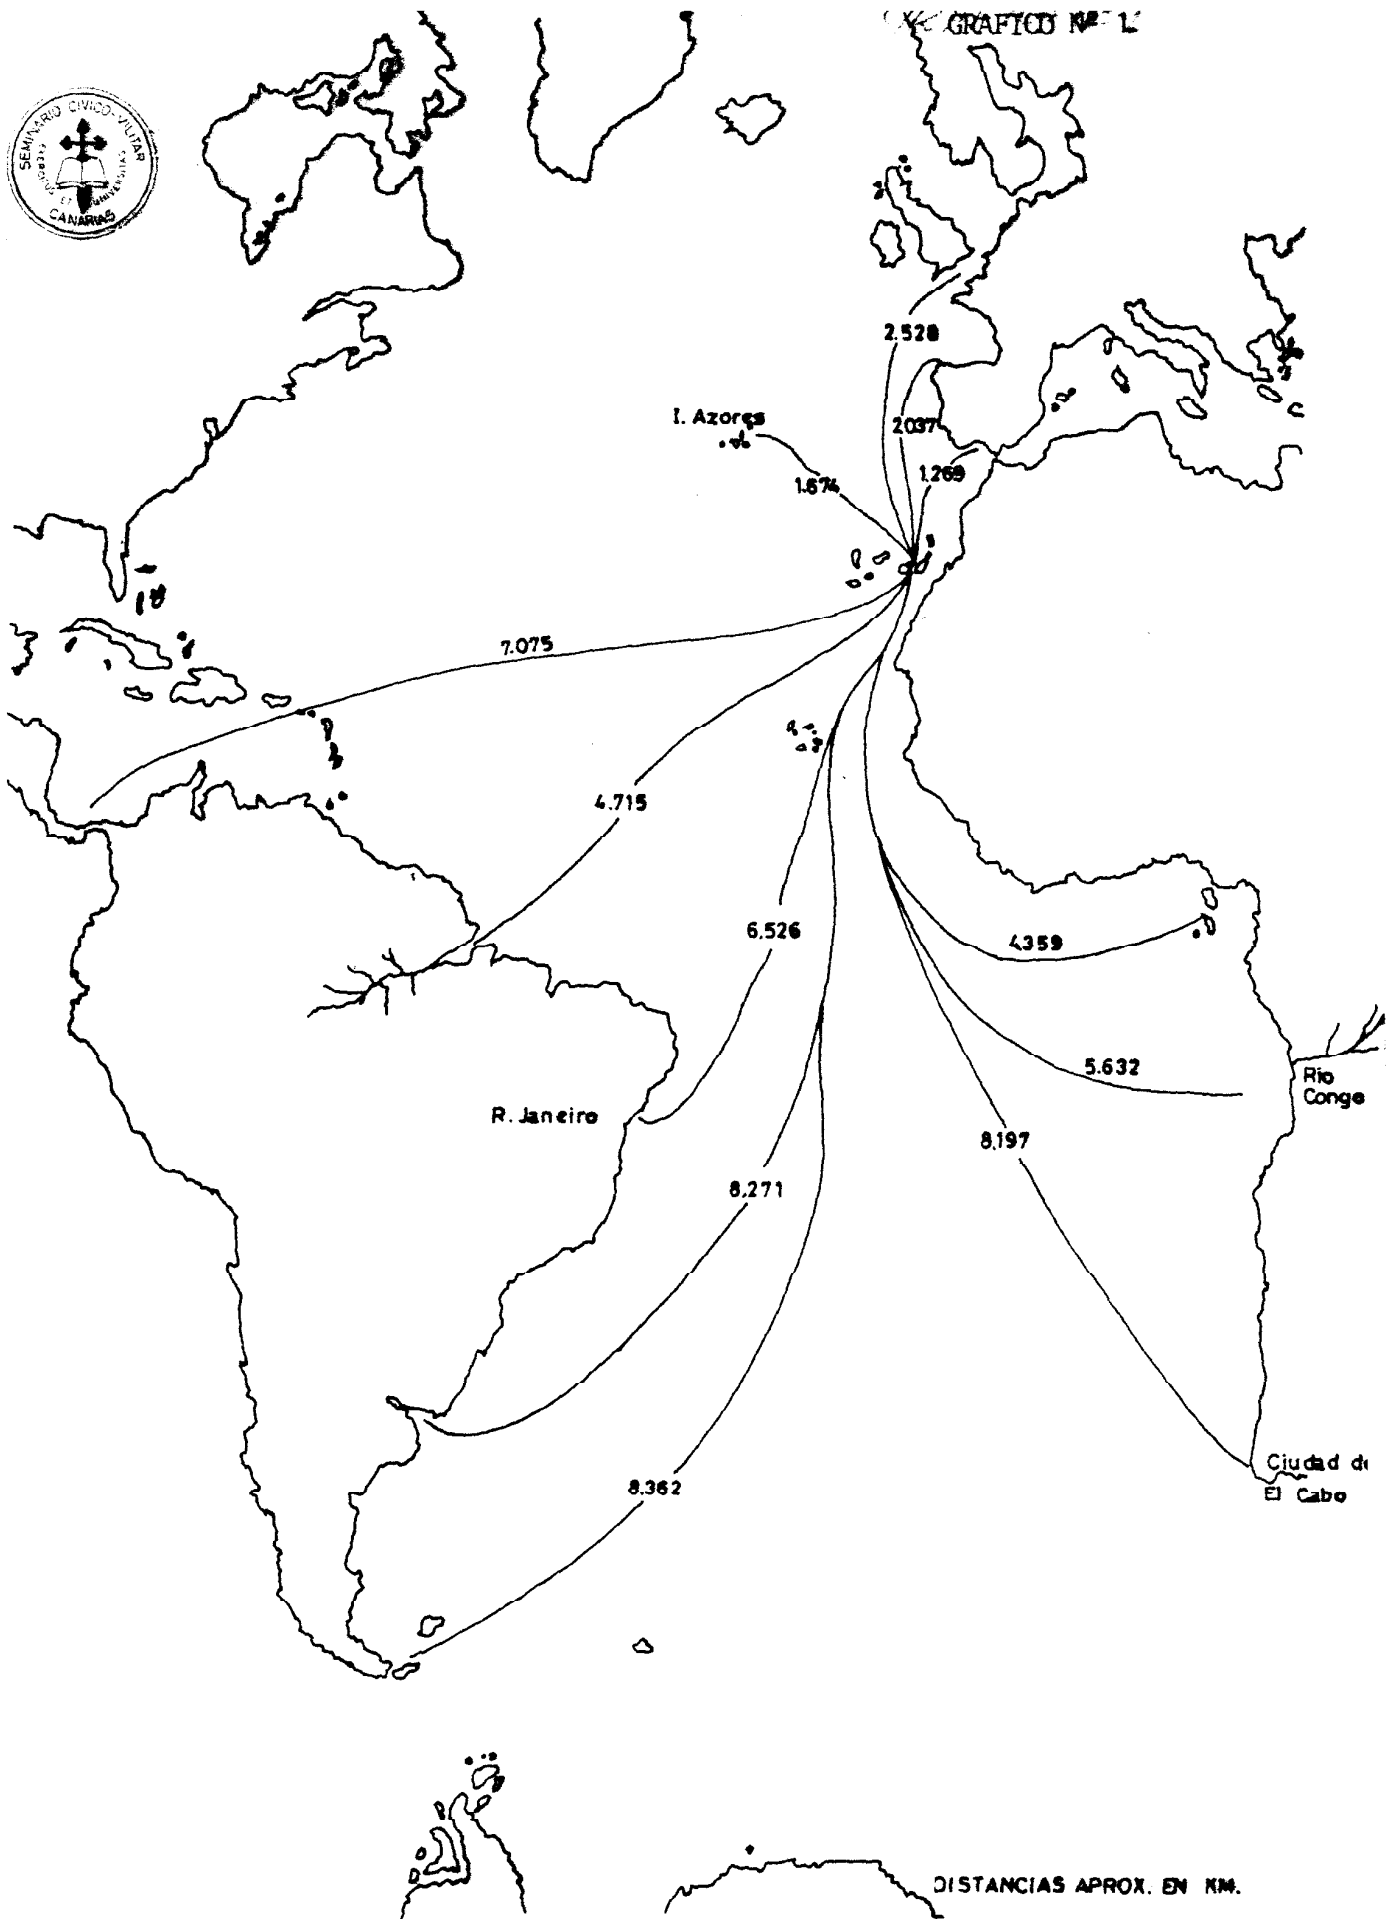 GRAFICO Nº 1.
SEMINARIO CIVICO-MILITAR
CANARIAS
2.528
I. Azores
2037
1.269
1.674
7.075
4.715
6.526
4.359
5.632
Rio
Congo
R. Janeiro
8.197
8.271
Ciudad de
El Cabo
8.362
DISTANCIAS APROX. EN KM.